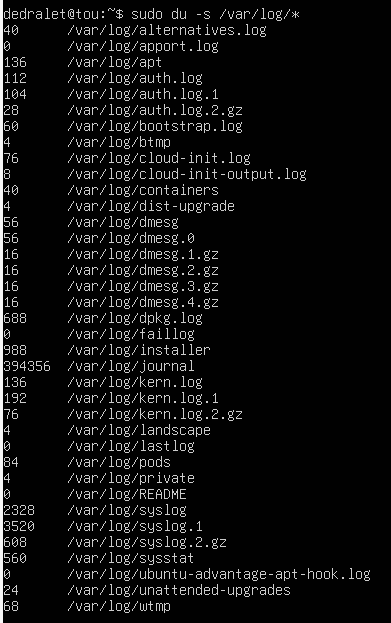 dedralet@tou:~$ sudo du -s /var/log/*
40 /var/log/alternatives.log
0 /var/log/apport.log
136 /var/log/apt
112 /var/log/auth.log
104 /var/log/auth.log.1
28 /var/log/auth.log.2.gz
60 /var/log/bootstrap.log
4 /var/log/btmp
76 /var/log/cloud-init.log
8 /var/log/cloud-init-output.log
40 /var/log/containers
4 /var/log/dist-upgrade
56 /var/log/dmesg
56 /var/log/dmesg.0
16 /var/log/dmesg.1.gz
16 /var/log/dmesg.2.gz
16 /var/log/dmesg.3.gz
16 /var/log/dmesg.4.gz
688 /var/log/dpkg.log
0 /var/log/faillog
988 /var/log/installer
394356 /var/log/journal
136 /var/log/kern.log
192 /var/log/kern.log.1
76 /var/log/kern.log.2.gz
4 /var/log/landscape
0 /var/log/lastlog
84 /var/log/pods
4 /var/log/private
0 /var/log/README
2328 /var/log/syslog
3520 /var/log/syslog.1
608 /var/log/syslog.2.gz
560 /var/log/sysstat
0 /var/log/ubuntu-advantage-apt-hook.log
24 /var/log/unattended-upgrades
68 /var/log/wtmp